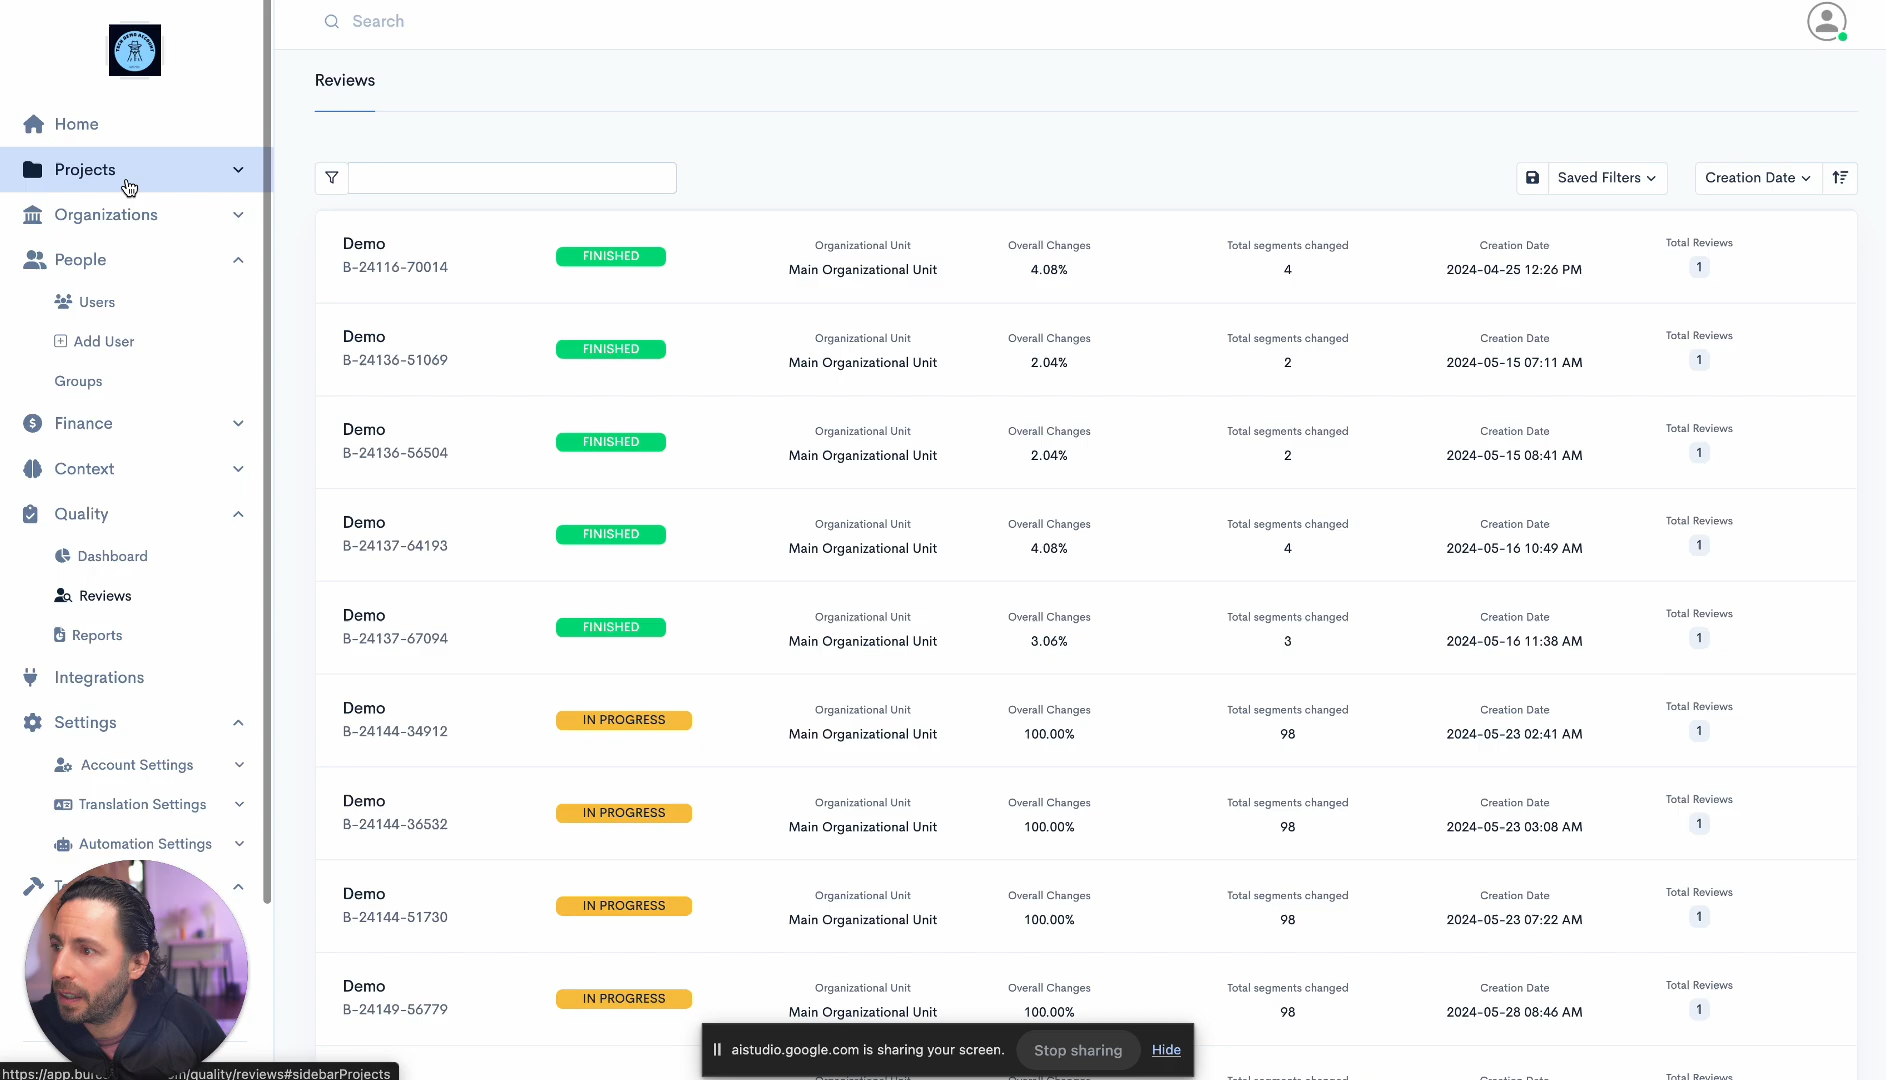 Search
Home
Projects
Organizations
People
Users
Add User
Groups
Finance
Context
Quality
Dashboard
Reviews
Reports
Integrations
Settings
Account Settings
Translation Settings
Automation Settings
Reviews
Saved Filters
Creation Date
Demo
B-24116-70014
FINISHED
Organizational Unit
Main Organizational Unit
Overall Changes
4.08%
Total segments changed
4
Creation Date
2024-04-25 12:26 PM
Total Reviews
1
Demo
B-24136-51069
FINISHED
Organizational Unit
Main Organizational Unit
Overall Changes
2.04%
Total segments changed
2
Creation Date
2024-05-15 07:11 AM
Total Reviews
1
Demo
B-24136-56504
FINISHED
Organizational Unit
Main Organizational Unit
Overall Changes
2.04%
Total segments changed
2
Creation Date
2024-05-15 08:41 AM
Total Reviews
1
Demo
B-24137-64193
FINISHED
Organizational Unit
Main Organizational Unit
Overall Changes
4.08%
Total segments changed
4
Creation Date
2024-05-16 10:49 AM
Total Reviews
1
Demo
B-24137-67094
FINISHED
Organizational Unit
Main Organizational Unit
Overall Changes
3.06%
Total segments changed
3
Creation Date
2024-05-16 11:38 AM
Total Reviews
1
Demo
B-24144-34912
IN PROGRESS
Organizational Unit
Main Organizational Unit
Overall Changes
100.00%
Total segments changed
98
Creation Date
2024-05-23 02:41 AM
Total Reviews
1
Demo
B-24144-36532
IN PROGRESS
Organizational Unit
Main Organizational Unit
Overall Changes
100.00%
Total segments changed
98
Creation Date
2024-05-23 03:08 AM
Total Reviews
1
Demo
B-24144-51730
IN PROGRESS
Organizational Unit
Main Organizational Unit
Overall Changes
100.00%
Total segments changed
98
Creation Date
2024-05-23 07:22 AM
Total Reviews
1
Demo
B-24149-56779
IN PROGRESS
Organizational Unit
Main Organizational Unit
Overall Changes
100.00%
Total segments changed
98
Creation Date
2024-05-28 08:46 AM
Total Reviews
1
aistudio.google.com is sharing your screen.
Stop sharing
Hide
Total segments changed
Creation Date
Total Reviews